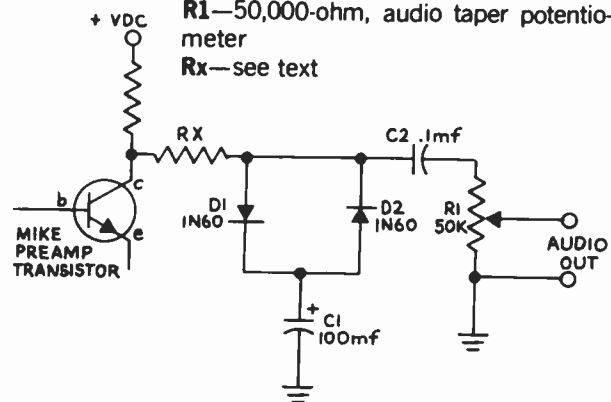 R1—50,000-ohm, audio taper potentio-
meter
Rx—see text
+ VDC
RX
C2 .1mf
c
b
e
D1
1N60
D2
1N60
R1
50K
MIKE
PREAMP
TRANSISTOR
AUDIO
OUT
+
C1
100mf